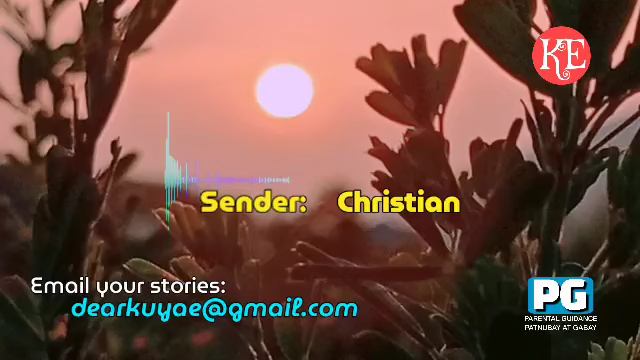 KE
Sender: Christian
Email your stories:
dearkuyae@gmail.com
PG
PARENTAL GUIDANCE
PATNUBAY AT GABAY